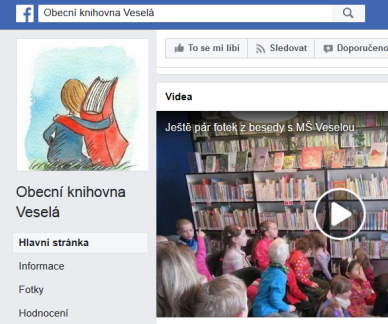 Obecní knihovna Veselá
To se mi líbí
Sledovat
Doporučeno
Videa
Ještě pár fotek z besedy s MŠ Veselou
Obecní knihovna
Veselá
Hlavní stránka
Informace
Fotky
Hodnocení